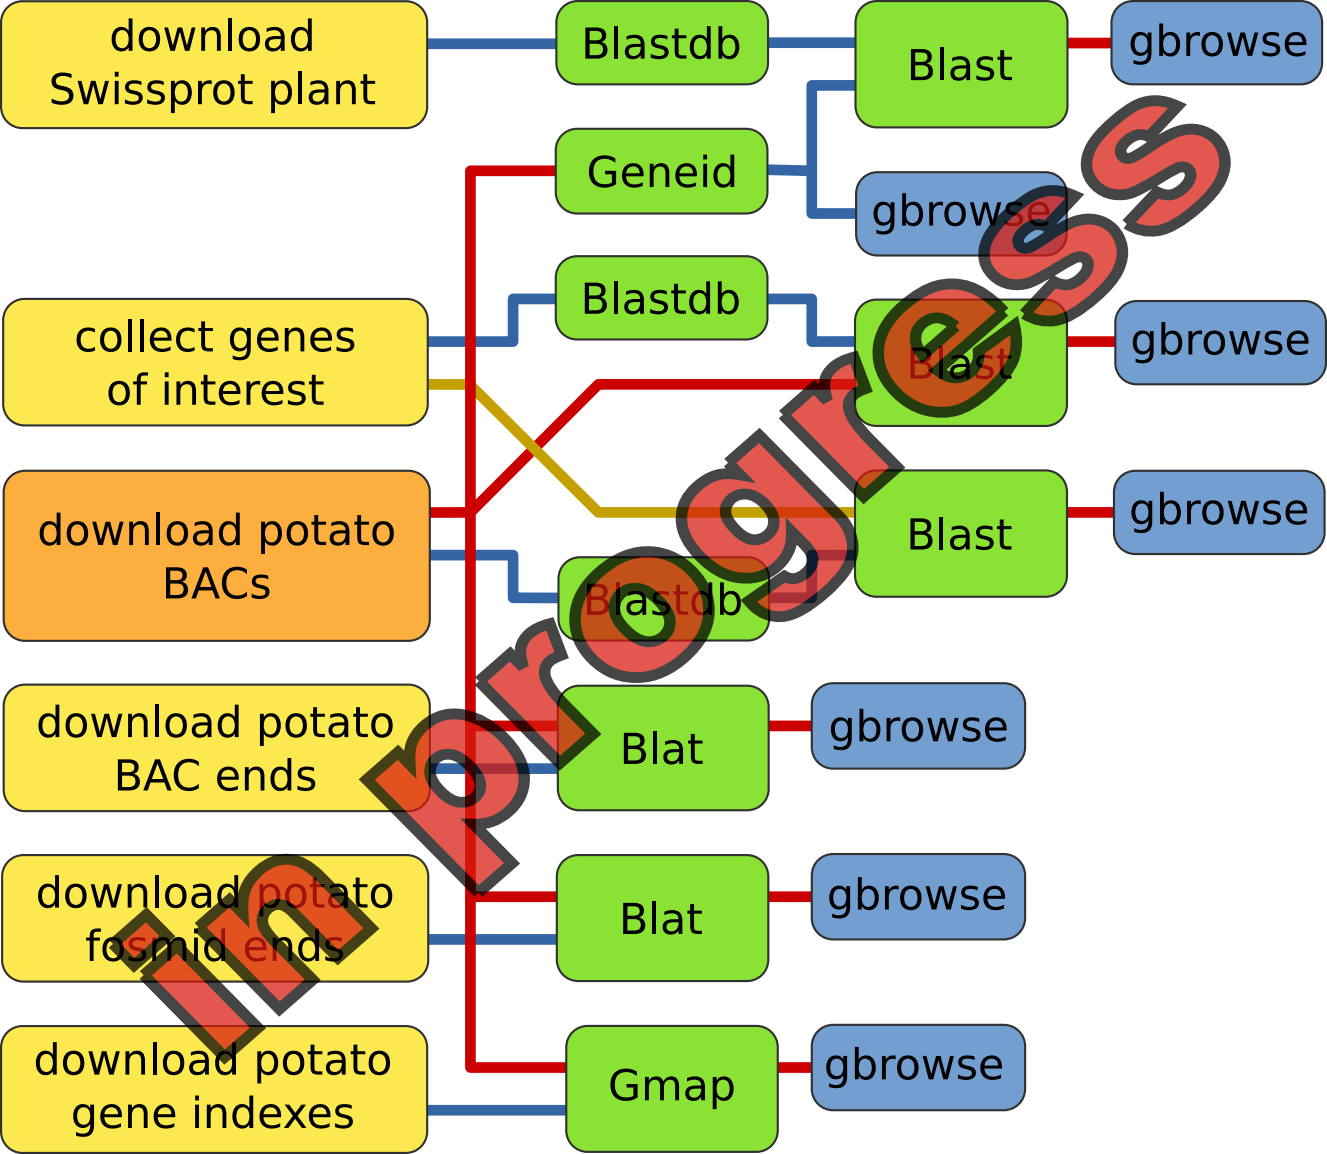 download
Swissprot plant
Blastdb
Blast
gbrowse
Geneid
gbrowse
collect genes
of interest
Blastdb
Blast
gbrowse
download potato
BACs
Blastdb
Blast
gbrowse
download potato
BAC ends
Blat
gbrowse
download potato
fosmid ends
Blat
gbrowse
download potato
gene indexes
Gmap
gbrowse
in progress